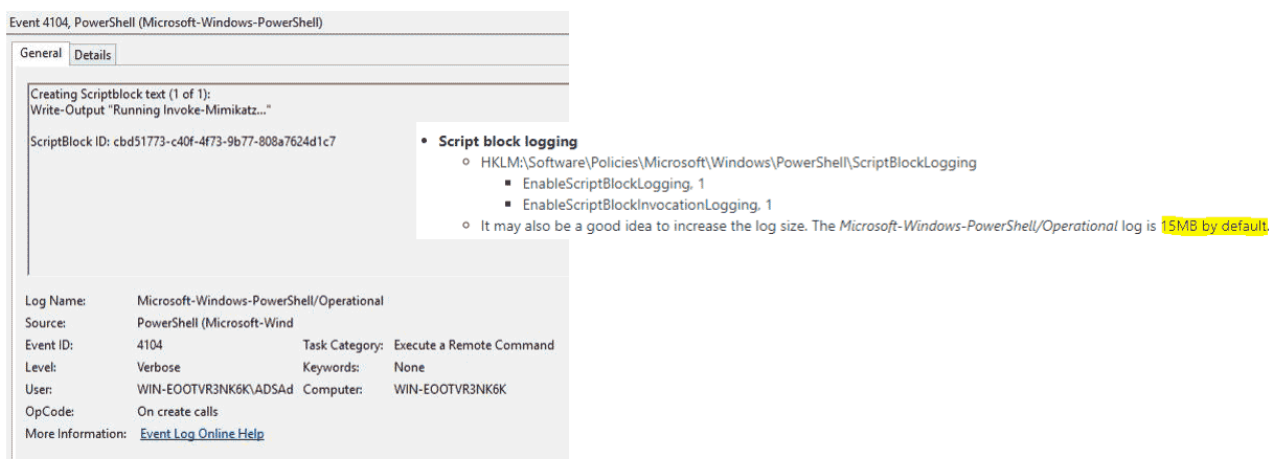 Event 4104, PowerShell (Microsoft-Windows-PowerShell)
General Details
Creating Scriptblock text (1 of 1):
Write-Output "Running Invoke-Mimikatz..."
ScriptBlock ID: cbd51773-c40f-4f73-9b77-808a7624d1c7
• Script block logging
HKLM:\Software\Policies\Microsoft\Windows\PowerShell\ScriptBlockLogging
EnableScriptBlockLogging, 1
EnableScriptBlockInvocationLogging, 1
It may also be a good idea to increase the log size. The Microsoft-Windows-PowerShell/Operational log is 15MB by default.
Log Name: Microsoft-Windows-PowerShell/Operational
Source: PowerShell (Microsoft-Wind
Event ID: 4104 Task Category: Execute a Remote Command
Level: Verbose Keywords: None
User: WIN-EOOTVR3NK6K\ADSAd Computer: WIN-EOOTVR3NK6K
OpCode: On create calls
More Information: Event Log Online Help